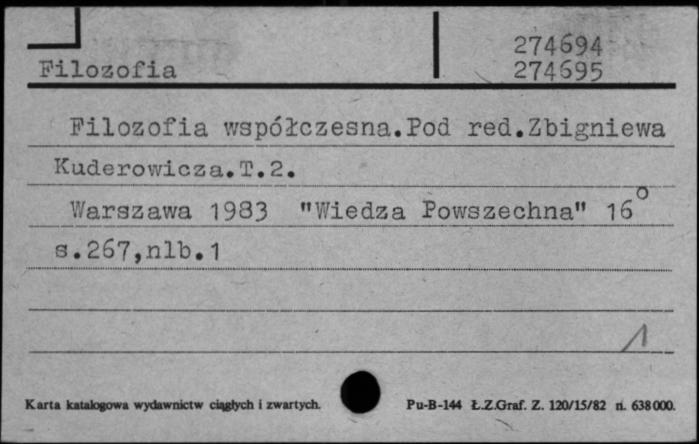 274694
Filozofia 274695
Filozofia współczesna.Pod red.Zbigniewa
Kuderowicza.T.2.
Warszawa 1983 "Wiedza Powszechna" 16°
s.267,nlb.1
1
Karta katalogowa wydawnictw ciągłych i zwartych. Pu-B-144 Ł.Z.Graf. Z. 120/15/82 n. 638000.